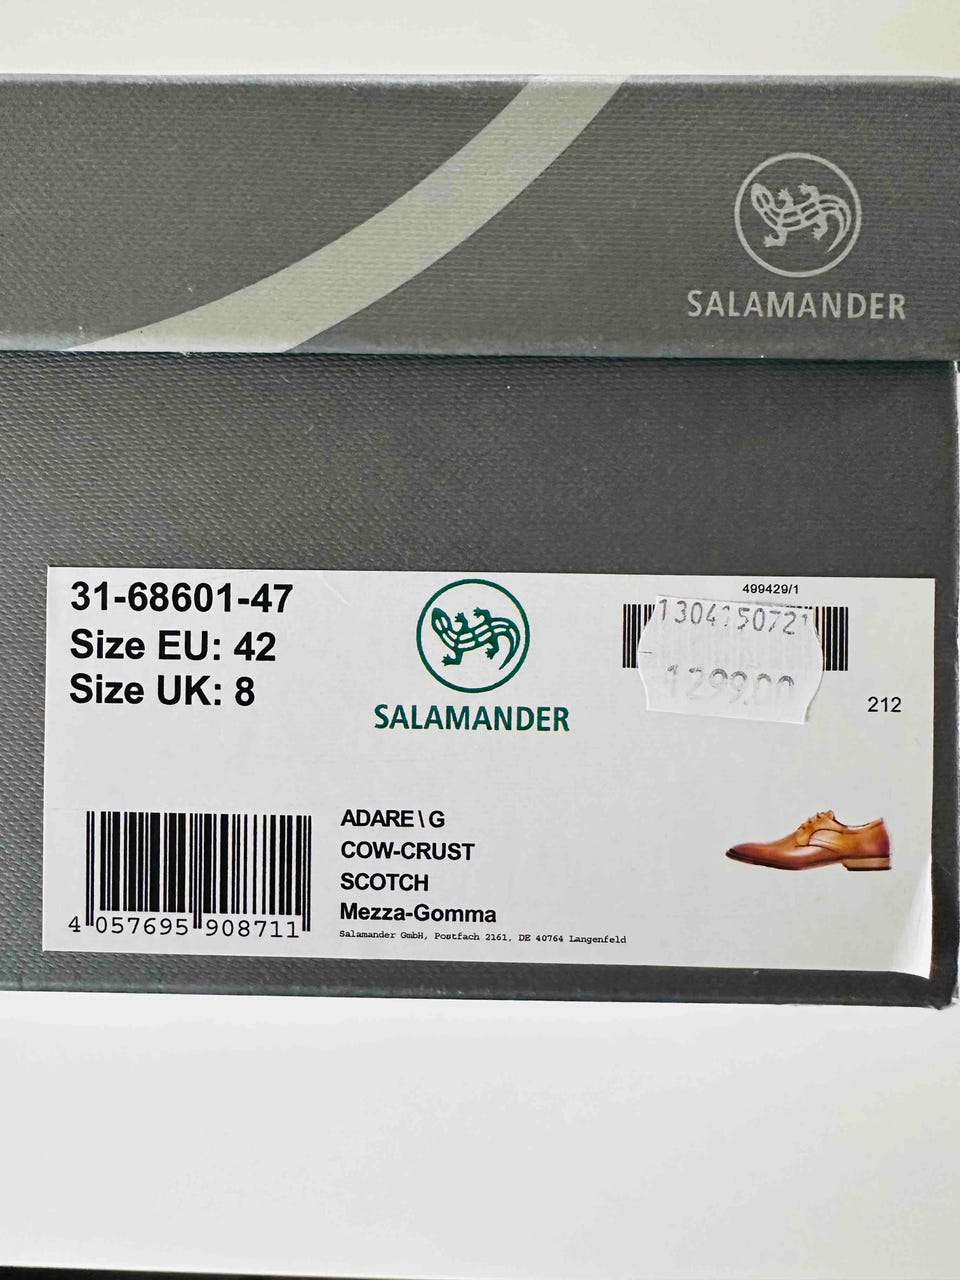 SALAMANDER
31-68601-47
Size EU: 42
Size UK: 8
SALAMANDER
499429/1
1304150721
1299.00
212
ADARE\G
COW-CRUST
SCOTCH
Mezza-Gomma
Salamander GmbH, Postfach 2161, DE 40764 Langenfeld
4 057695 908711